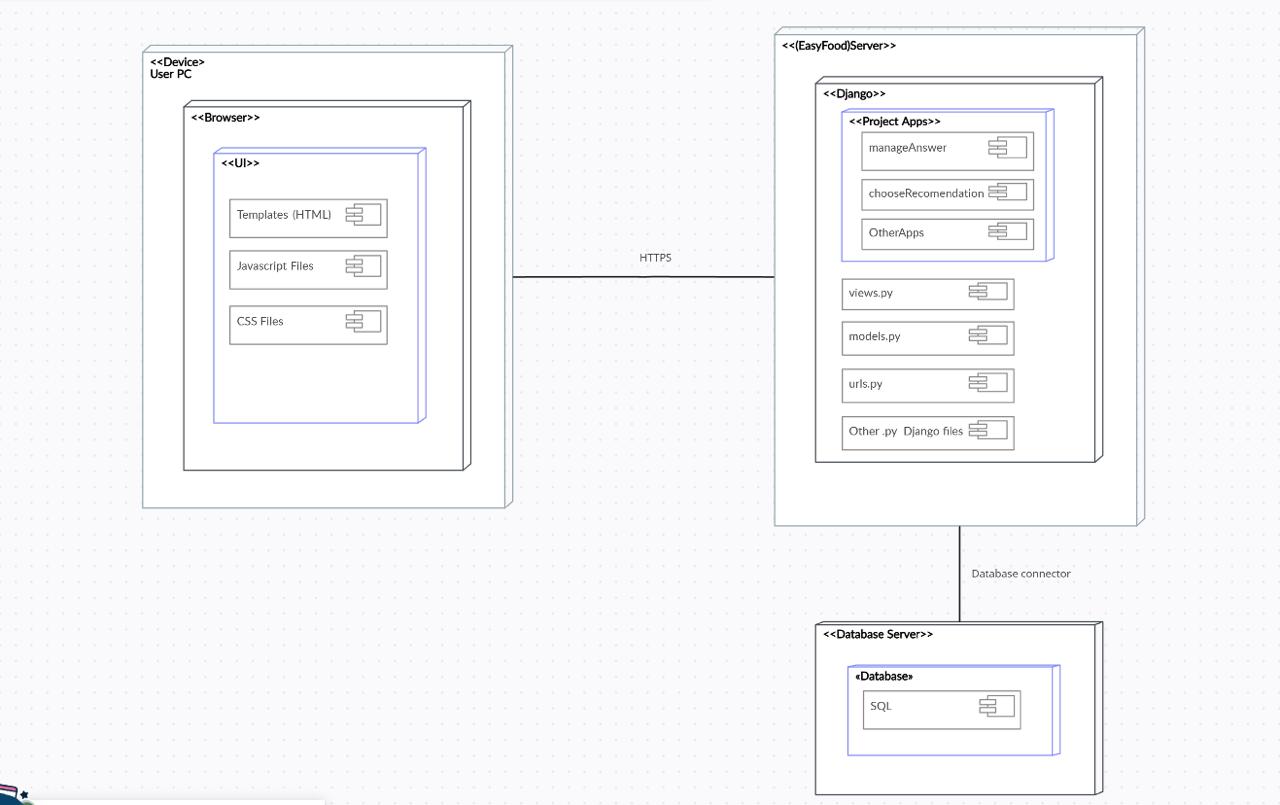 <<Device>
User PC
<<Browser>>
<<UI>>
Templates (HTML)
Javascript Files
CSS Files
HTTPS
<<(EasyFood)Server>>
<<Django>>
<<Project Apps>>
manageAnswer
chooseRecomendation
OtherApps
views.py
models.py
urls.py
Other .py Django files
Database connector
<<Database Server>>
«Database»
SQL